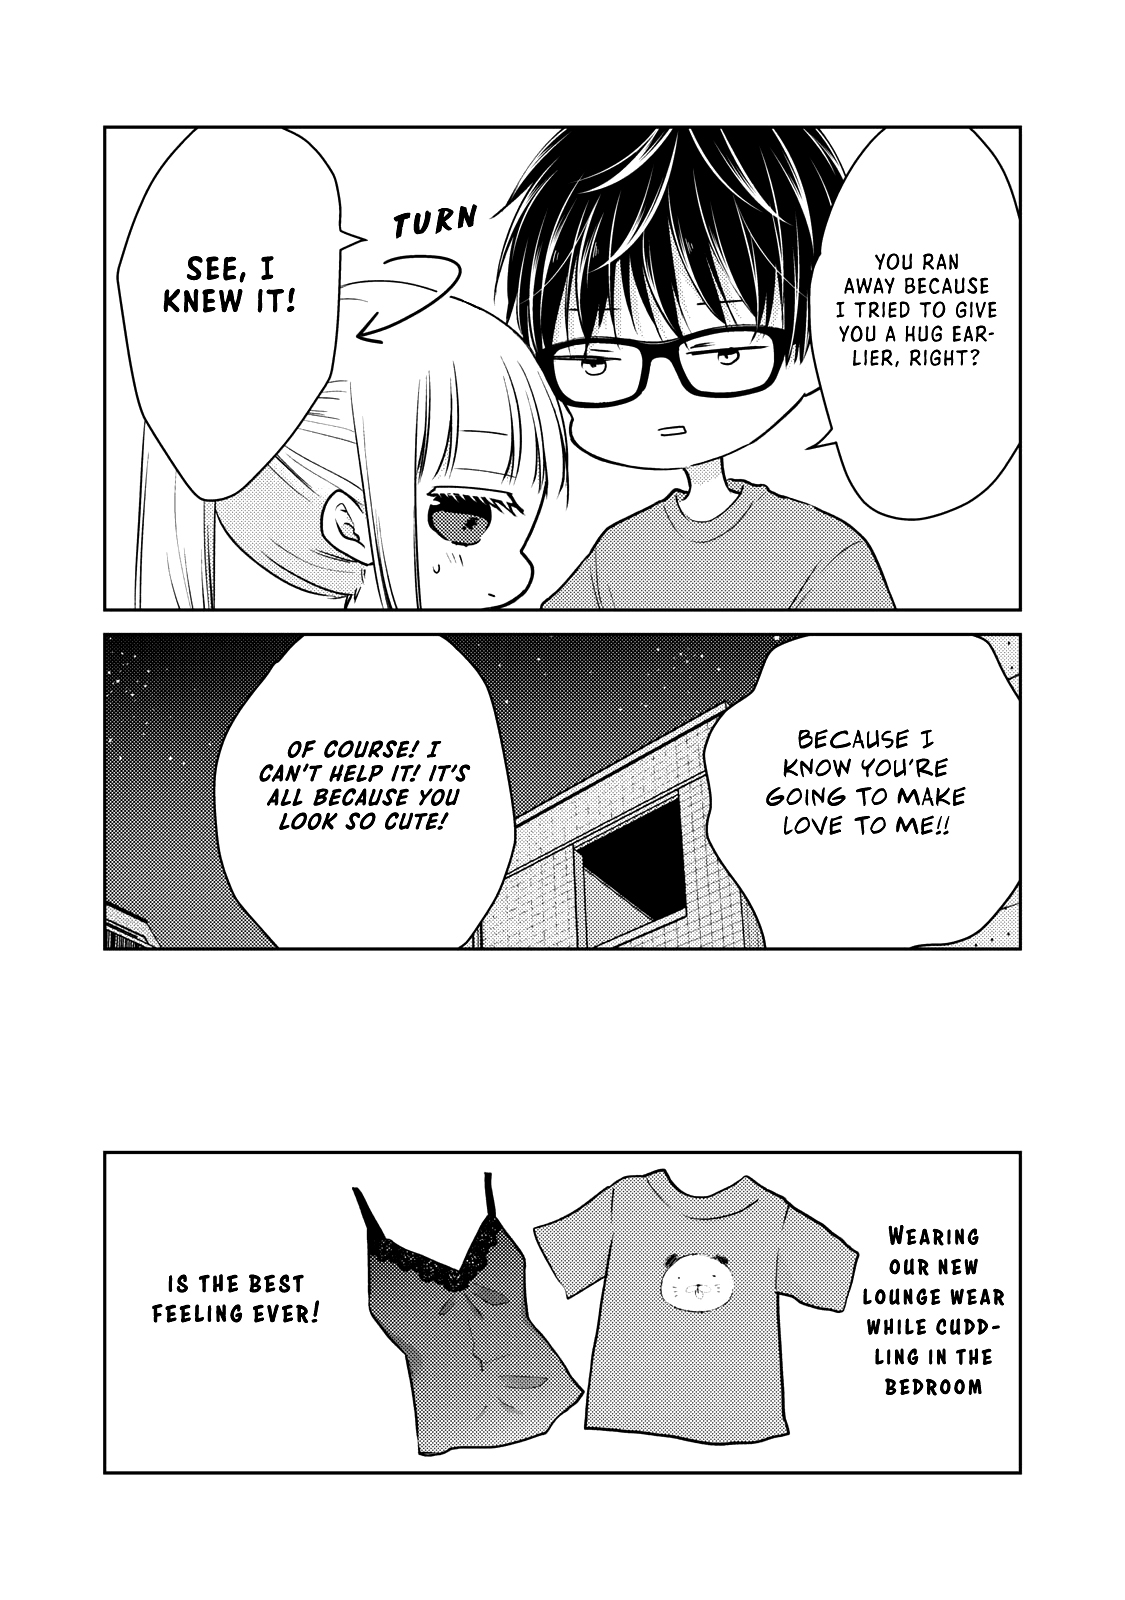 YOU RAN
AWAY BECAUSE
I TRIED TO GIVE
YOU A HUG EAR-
LIER, RIGHT?
TURN
SEE, I
KNEW IT!
BECAUSE I
KNOW YOU'RE
GOING TO MAKE
LOVE TO ME!!
OF COURSE! I
CAN'T HELP IT! IT'S
ALL BECAUSE YOU
LOOK SO CUTE!
WEARING
OUR NEW
LOUNGE WEAR
WHILE CUDD-
LING IN THE
BEDROOM
IS THE BEST
FEELING EVER!